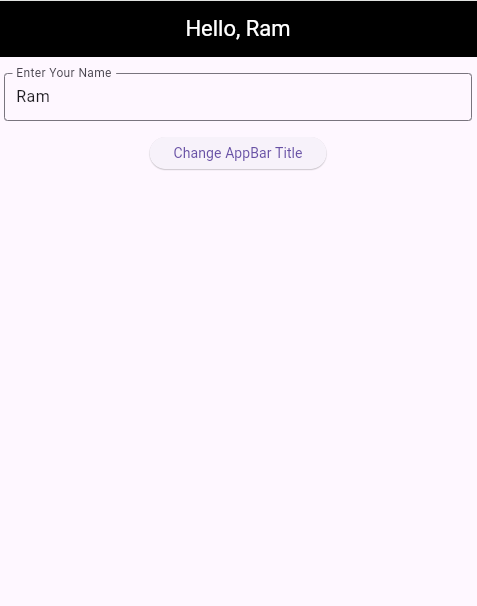 Hello, Ram
Enter Your Name
Ram
Change AppBar Title